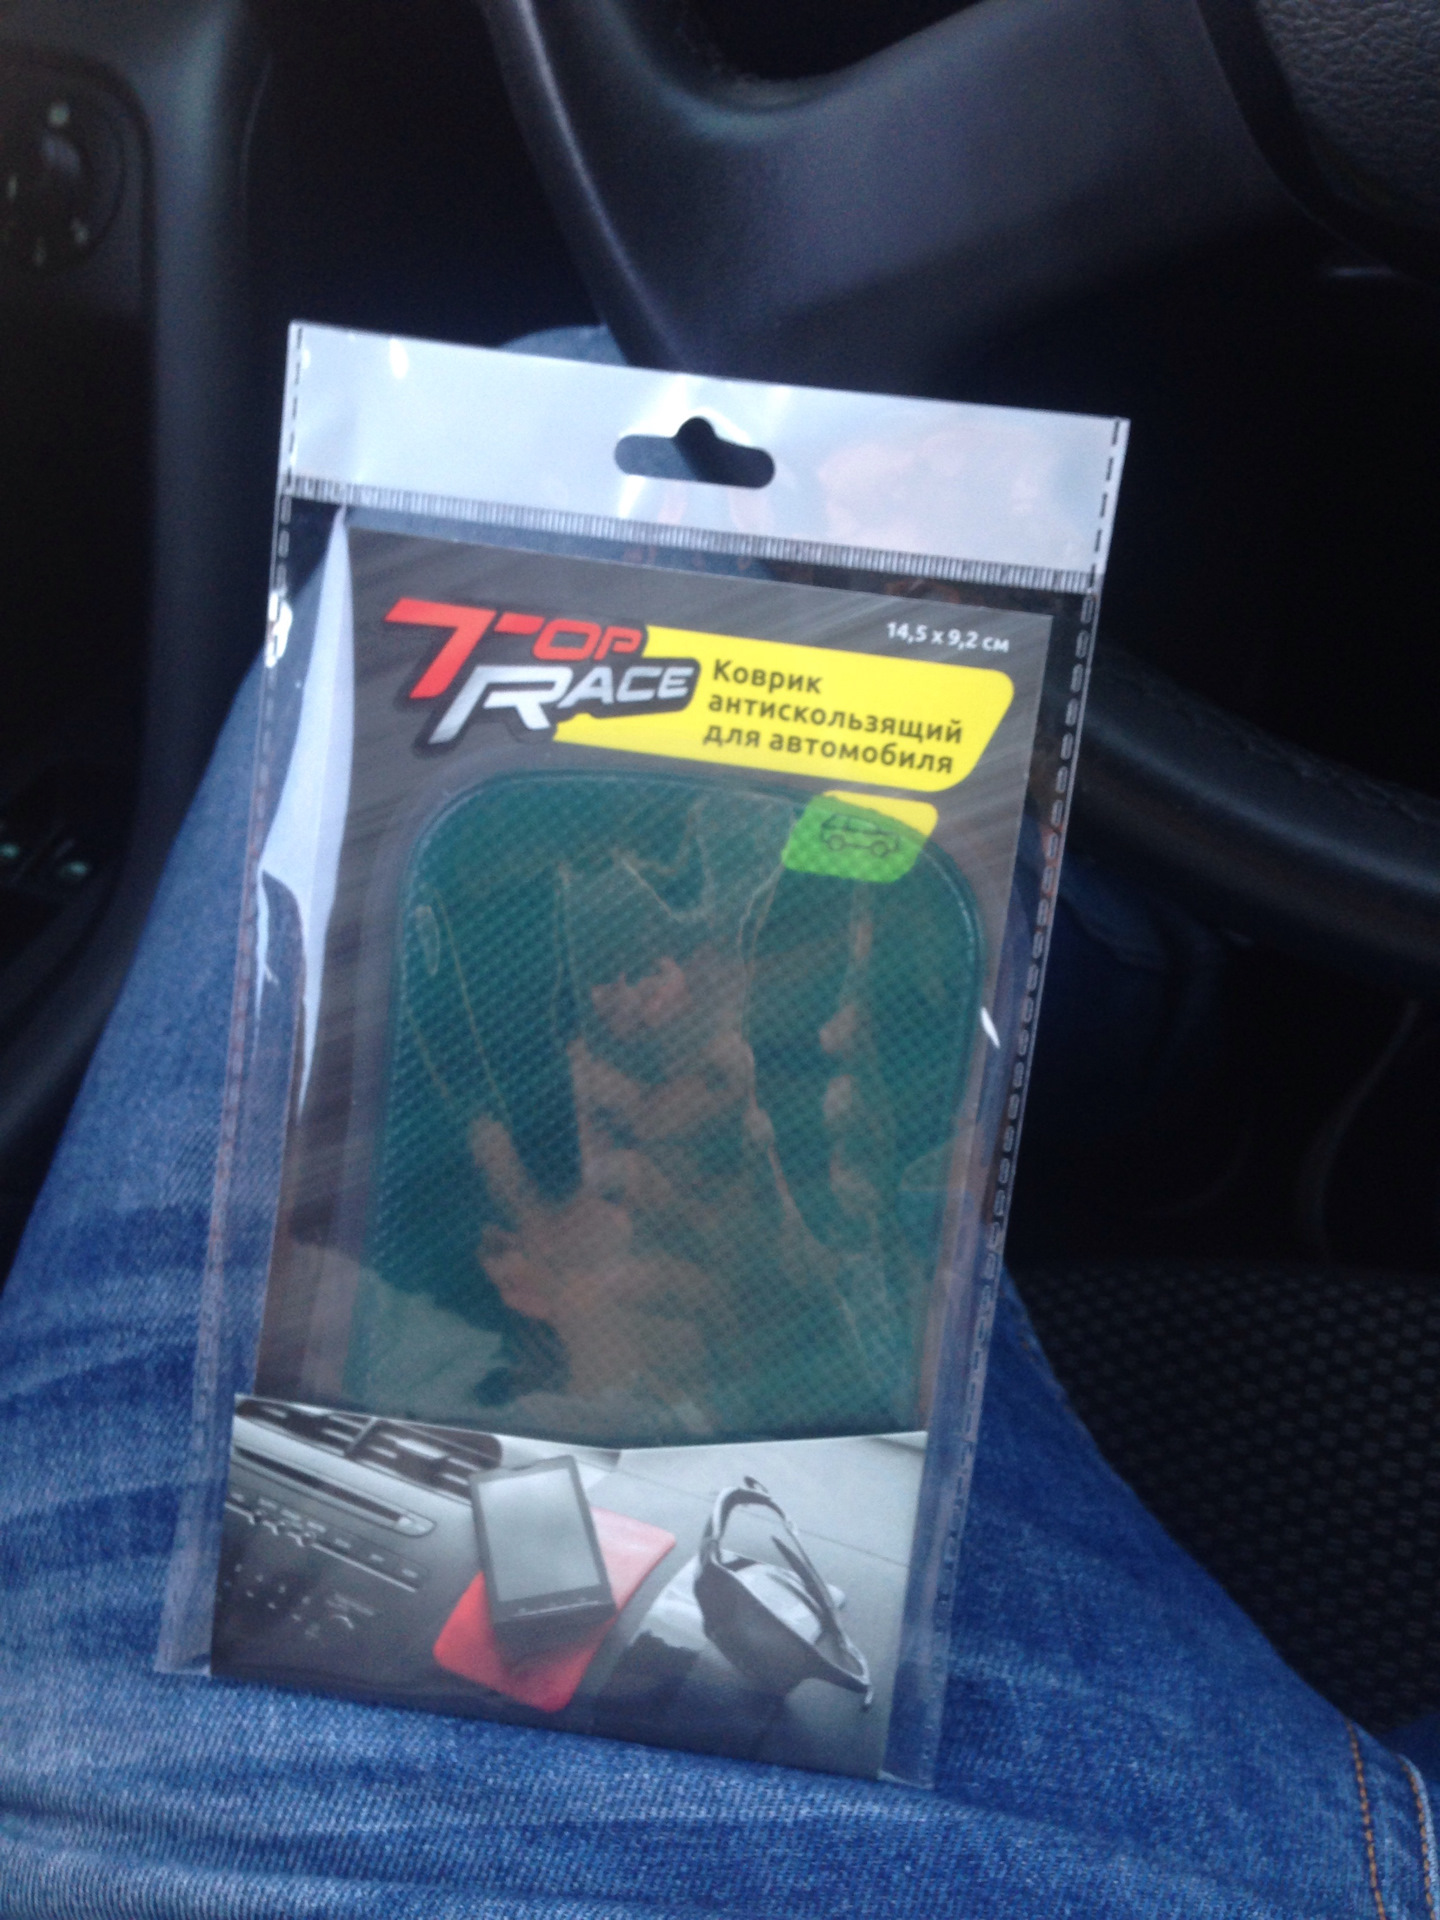 TOP
RACE
14,5 x 9,2 см
Коврик
антискользящий
для автомобиля